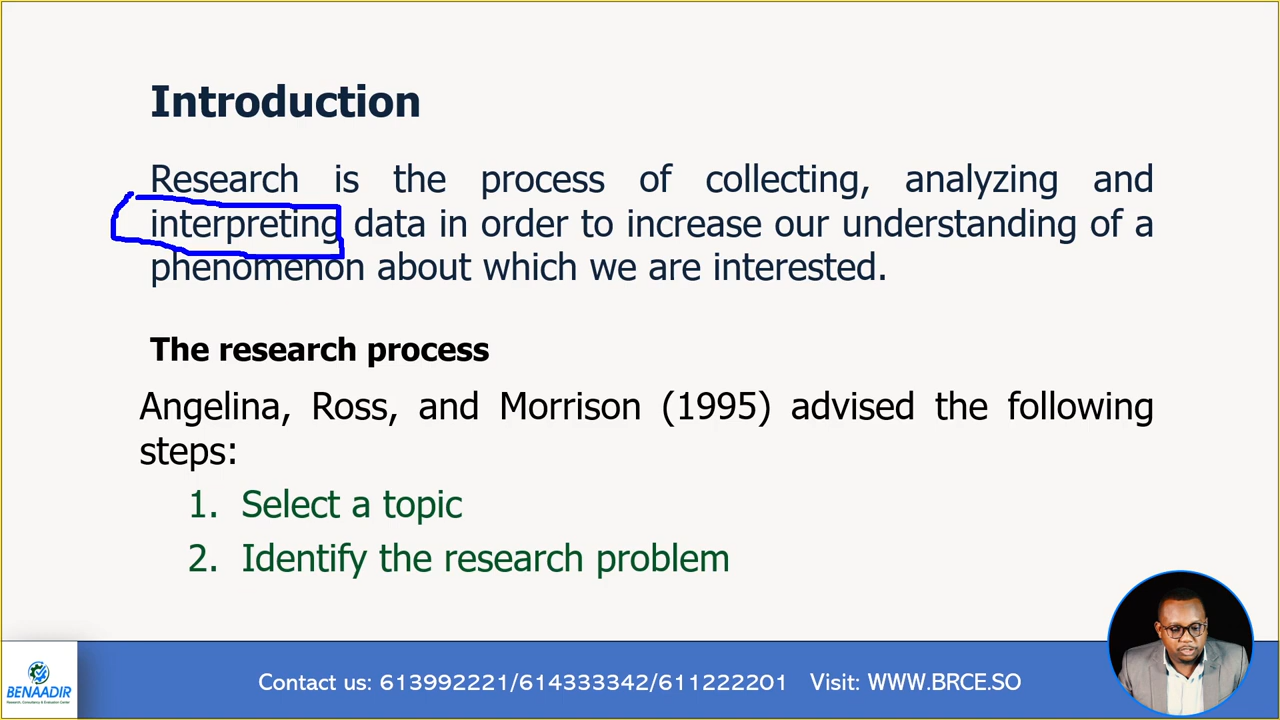 Introduction
Research is the process of collecting, analyzing and
interpreting data in order to increase our understanding of a
phenomenon about which we are interested.
The research process
Angelina, Ross, and Morrison (1995) advised the following
steps:
1. Select a topic
2. Identify the research problem
BENAADIR
Research, Consultancy & Evaluation Center
Contact us: 613992221/614333342/611222201 Visit: WWW.BRCE.SO